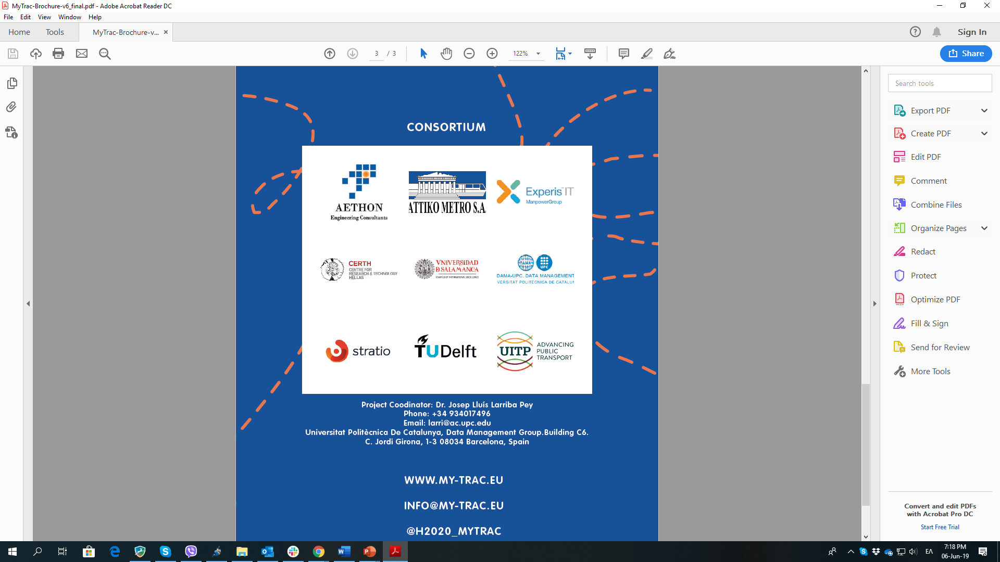 MyTrac-Brochure-v6_final.pdf - Adobe Acrobat Reader DC
File Edit View Window Help
Home Tools MyTrac-Brochure-v... ×
Sign In
3 / 3
122%
Share
Search tools
Export PDF
Create PDF
Edit PDF
Comment
Combine Files
Organize Pages
Redact
Protect
Optimize PDF
Fill & Sign
Send for Review
More Tools
Convert and edit PDFs
with Acrobat Pro DC
Start Free Trial
CONSORTIUM
AETHON
Engineering Consultants
ATTIKO METRO S.A.
Experis™ IT
ManpowerGroup
CERTH
CENTRE FOR
RESEARCH & TECHNOLOGY
HELLAS
VNIVERSIDAD
D SALAMANCA
CAMPUS OF INTERNATIONAL EXCELLENCE
DAMA
UPC
DAMA-UPC. DATA MANAGEMENT
VERSITAT POLITÈCNICA DE CATALUN
stratio
TUDelft
UITP
ADVANCING
PUBLIC
TRANSPORT
Project Coodinator: Dr. Josep Lluís Larriba Pey
Phone: +34 934017496
Email: larri@ac.upc.edu
Universitat Politècnica De Catalunya, Data Management Group.Building C6.
C. Jordi Girona, 1-3 08034 Barcelona, Spain
WWW.MY-TRAC.EU
INFO@MY-TRAC.EU
@H2020_MYTRAC
ΕΛ
7:18 PM
06-Jun-19